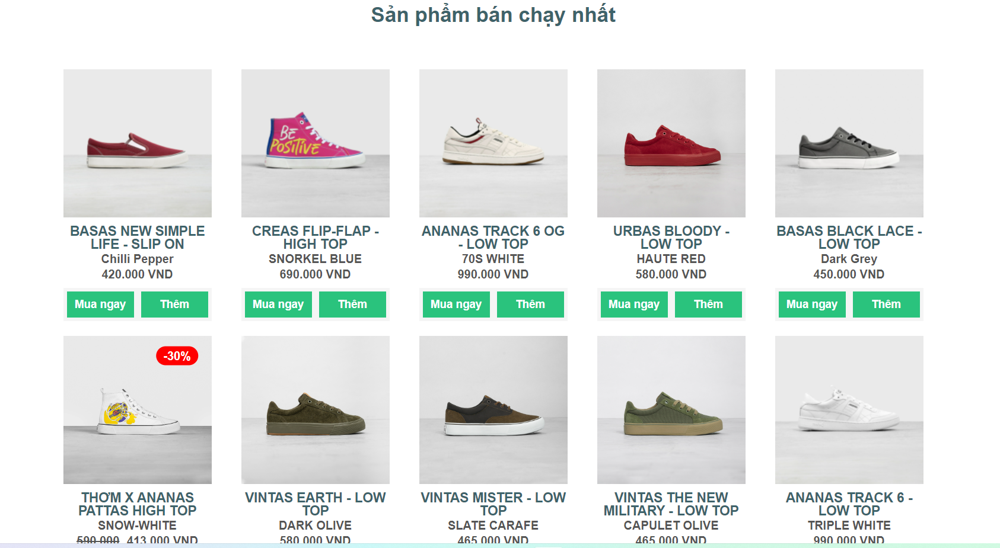 Sản phẩm bán chạy nhất
BE
POSITIVE
BASAS NEW SIMPLE
LIFE - SLIP ON
Chilli Pepper
420.000 VND
Mua ngay
Thêm
CREAS FLIP-FLAP -
HIGH TOP
SNORKEL BLUE
690.000 VND
Mua ngay
Thêm
ANANAS TRACK 6 OG
- LOW TOP
70S WHITE
990.000 VND
Mua ngay
Thêm
URBAS BLOODY -
LOW TOP
HAUTE RED
580.000 VND
Mua ngay
Thêm
BASAS BLACK LACE -
LOW TOP
Dark Grey
450.000 VND
Mua ngay
Thêm
-30%
THƠM X ANANAS
PATTAS HIGH TOP
SNOW-WHITE
590.000 413.000 VND
VINTAS EARTH - LOW
TOP
DARK OLIVE
580.000 VND
VINTAS MISTER - LOW
TOP
SLATE CARAFE
465.000 VND
VINTAS THE NEW
MILITARY - LOW TOP
CAPULET OLIVE
465.000 VND
ANANAS TRACK 6 -
LOW TOP
TRIPLE WHITE
990.000 VND